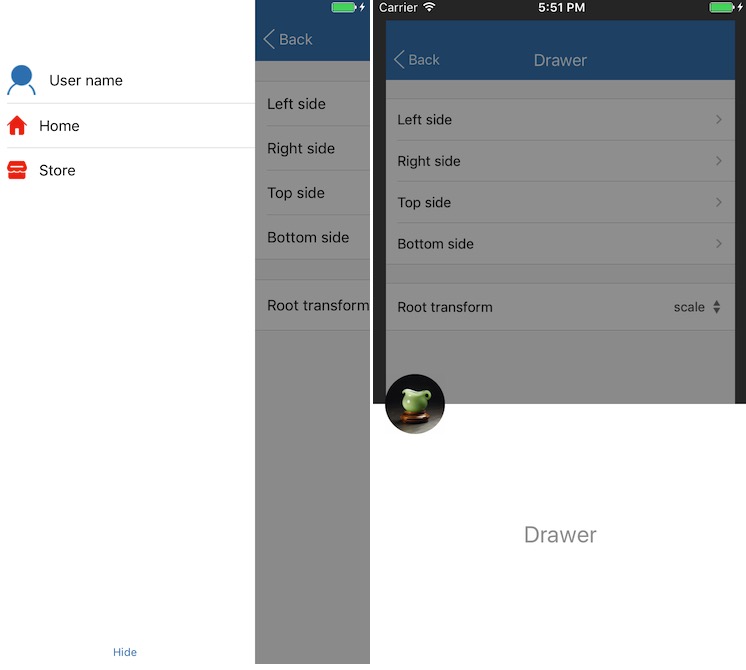 User name
Home
Store
Hide
Back
Left side
Right side
Top side
Bottom side
Root transform
Carrier 5:51 PM
Back Drawer
Left side
Right side
Top side
Bottom side
Root transform scale
Drawer